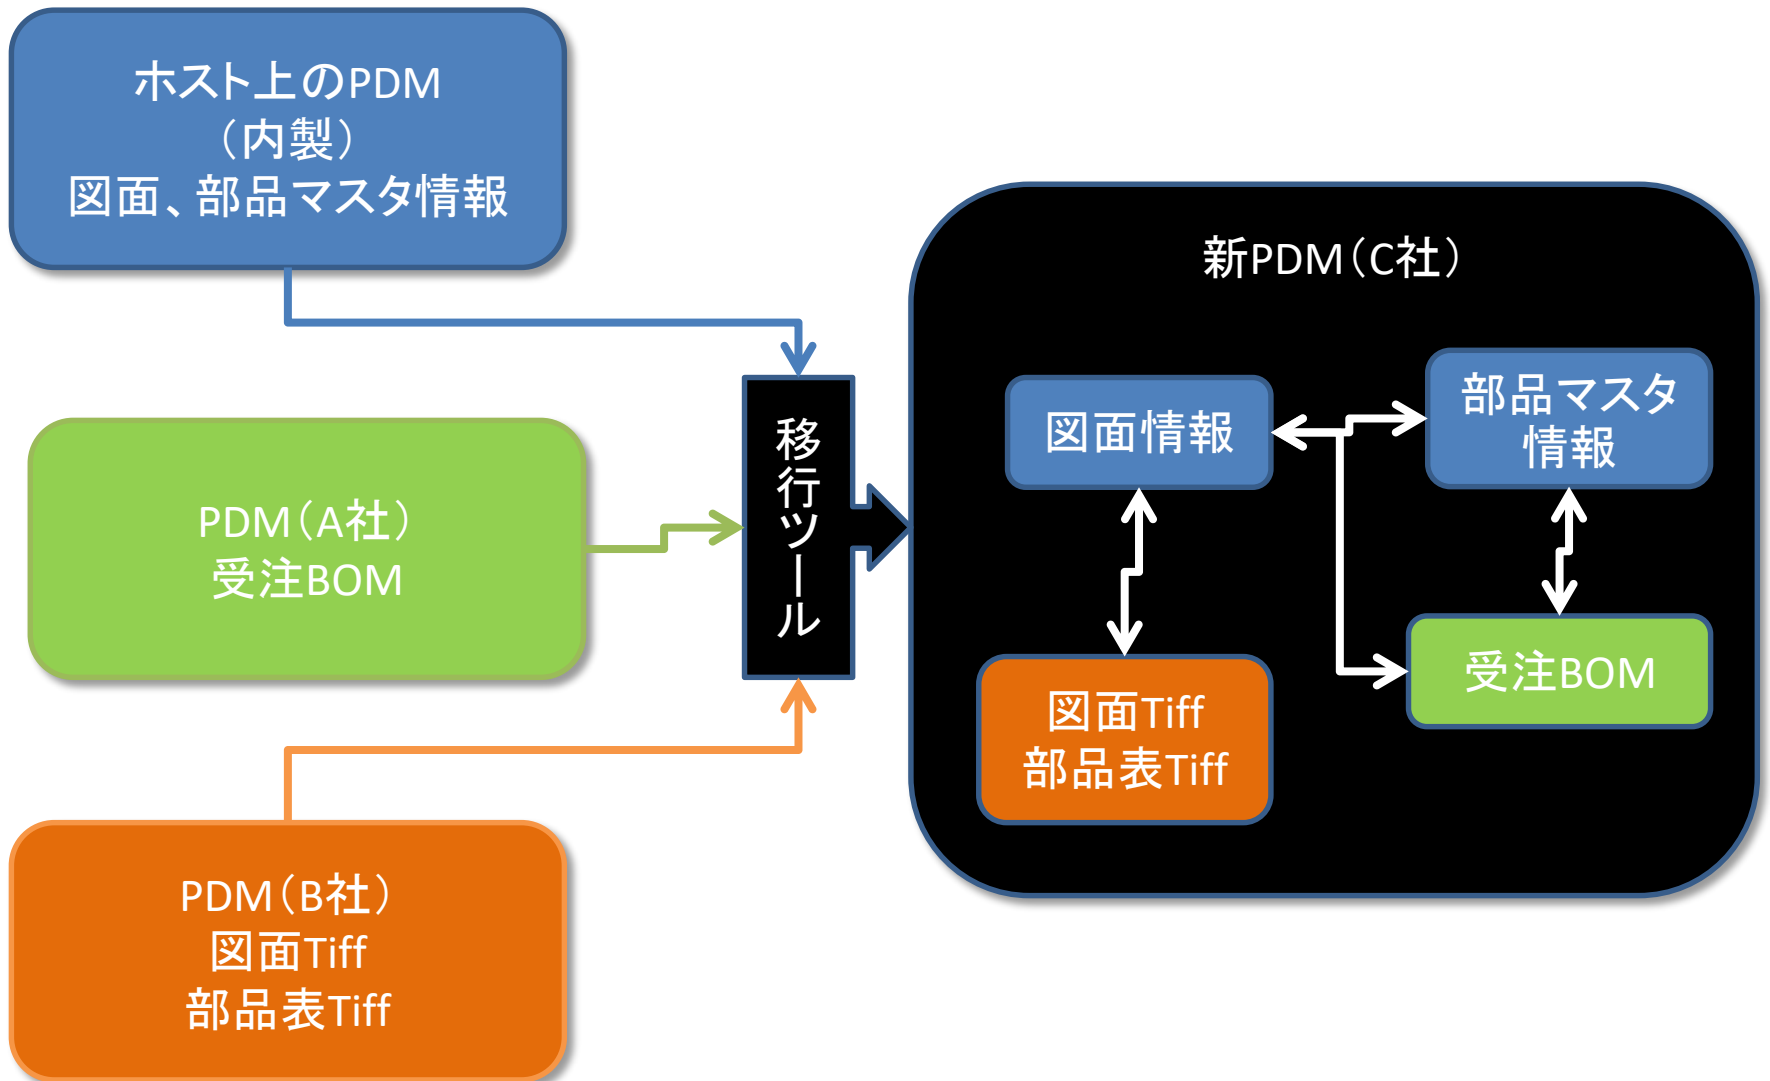 ホスト上のPDM
（内製）
図面、部品マスタ情報
PDM（A社）
受注BOM
PDM（B社）
図面Tiff
部品表Tiff
移行ツール
新PDM（C社）
図面情報
部品マスタ
情報
図面Tiff
部品表Tiff
受注BOM